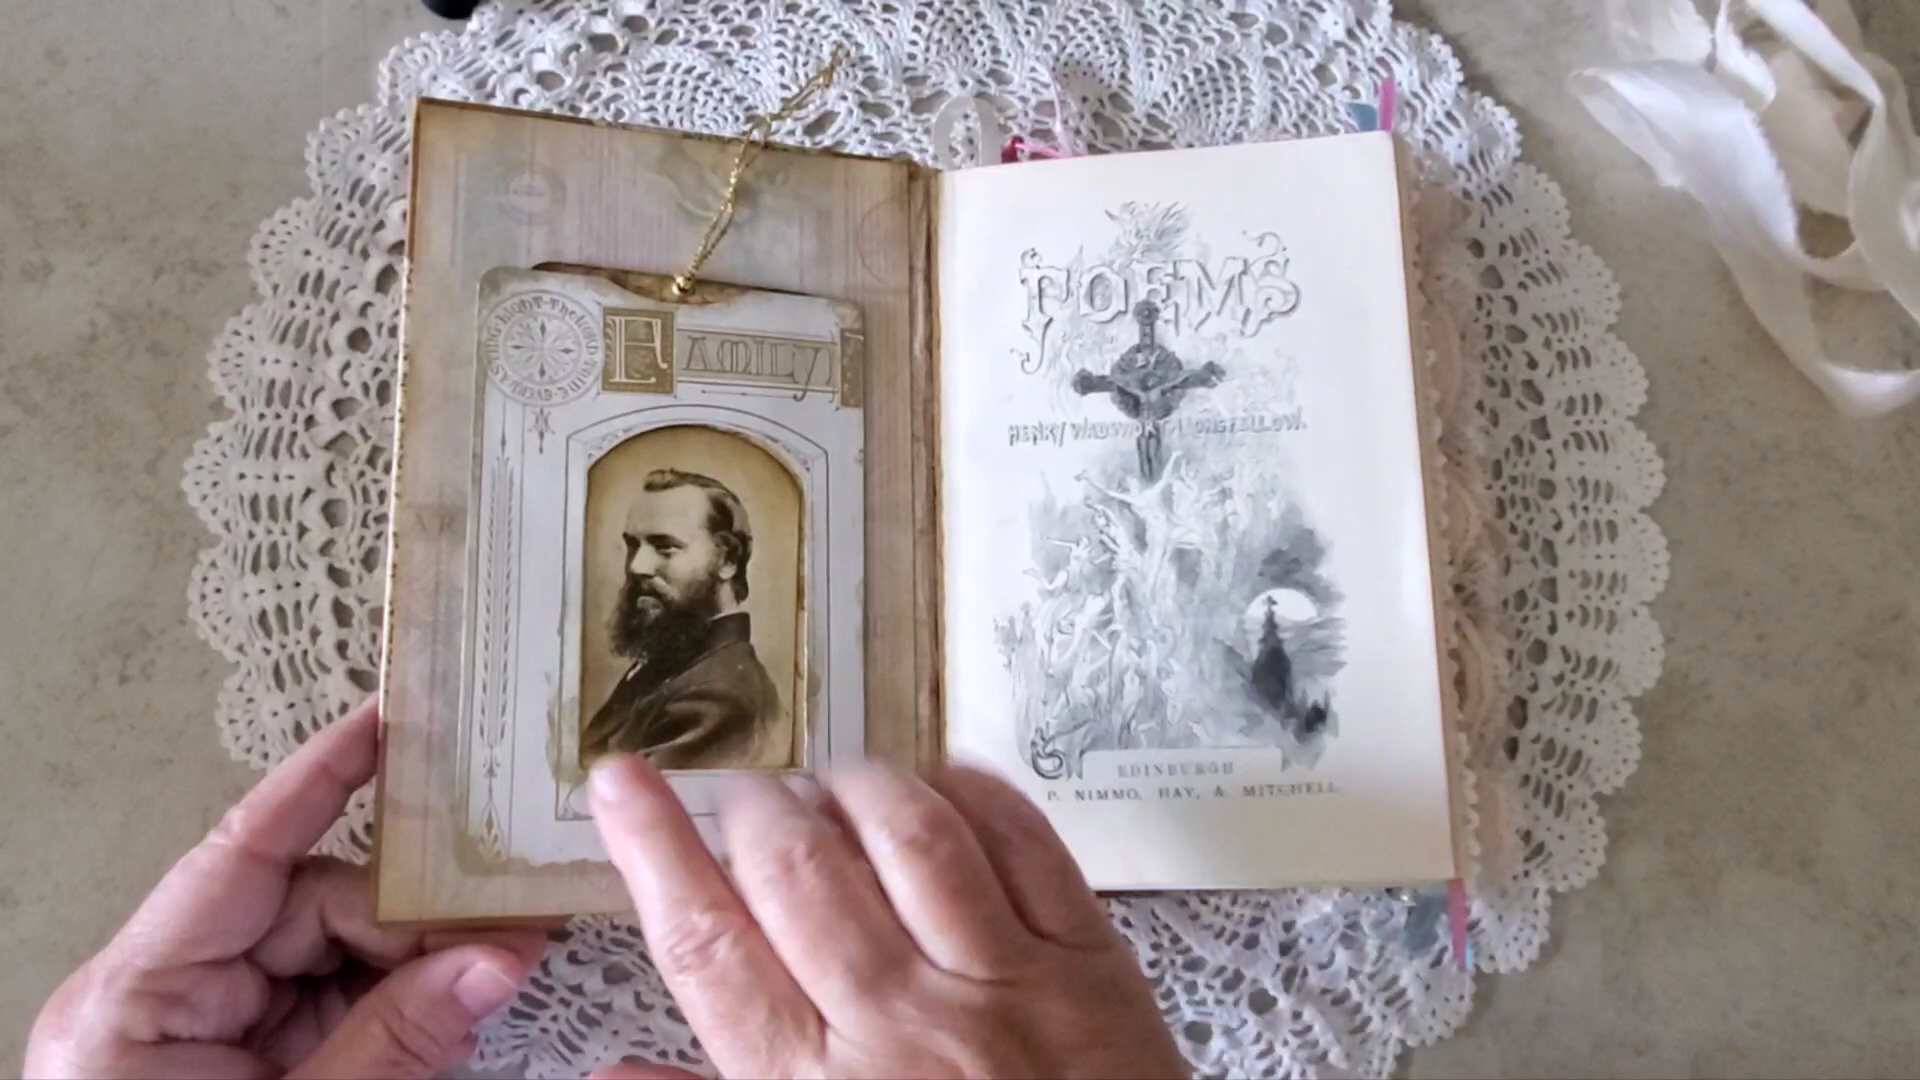 FAMILY
POEMS
HENRY WADSWORTH LONGFELLOW.
EDINBURGH
P. NIMMO, HAY, & MITCHELL